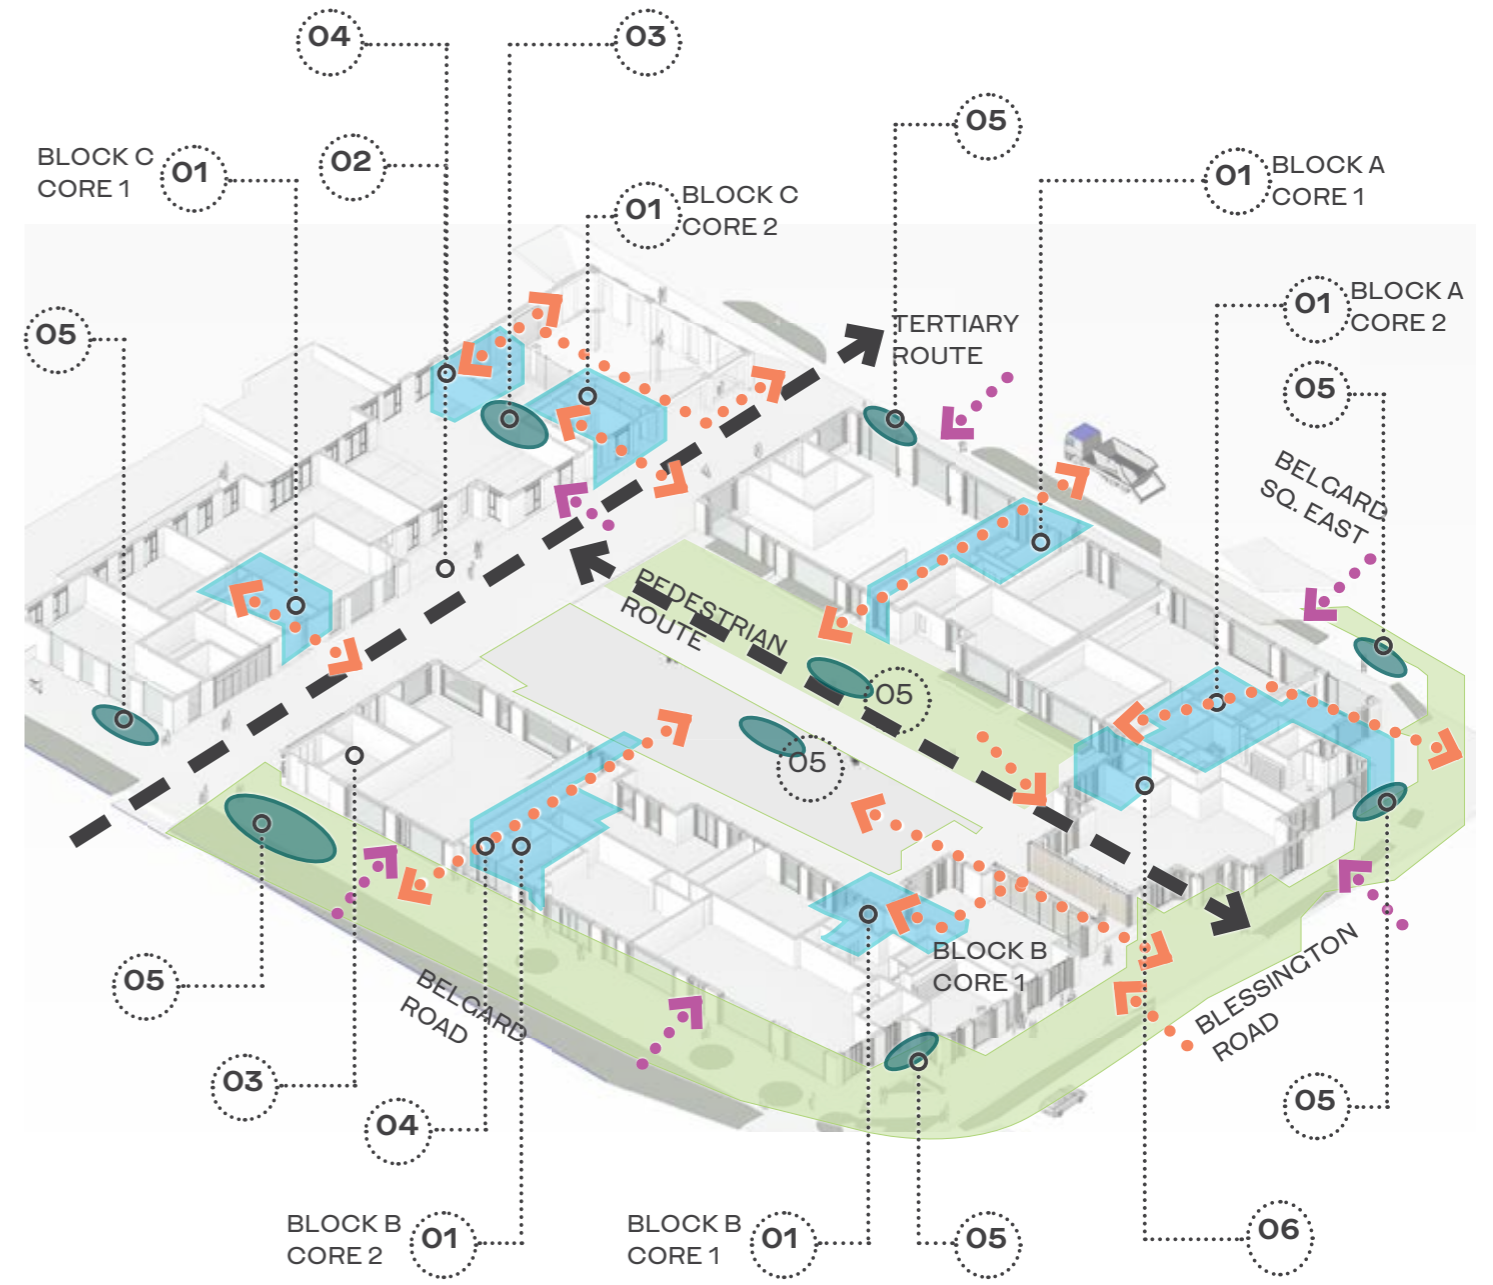 04
03
05
BLOCK C
CORE 1
01
02
01
BLOCK A
CORE 1
01
BLOCK C
CORE 2
01
BLOCK A
CORE 2
05
TERTIARY
ROUTE
05
BELGARD
SQ. EAST
PEDESTRIAN
ROUTE
05
05
BLOCK B
CORE 1
05
BELGARD
ROAD
BLESSINGTON
ROAD
03
04
05
BLOCK B
CORE 2
01
BLOCK B
CORE 1
01
05
06